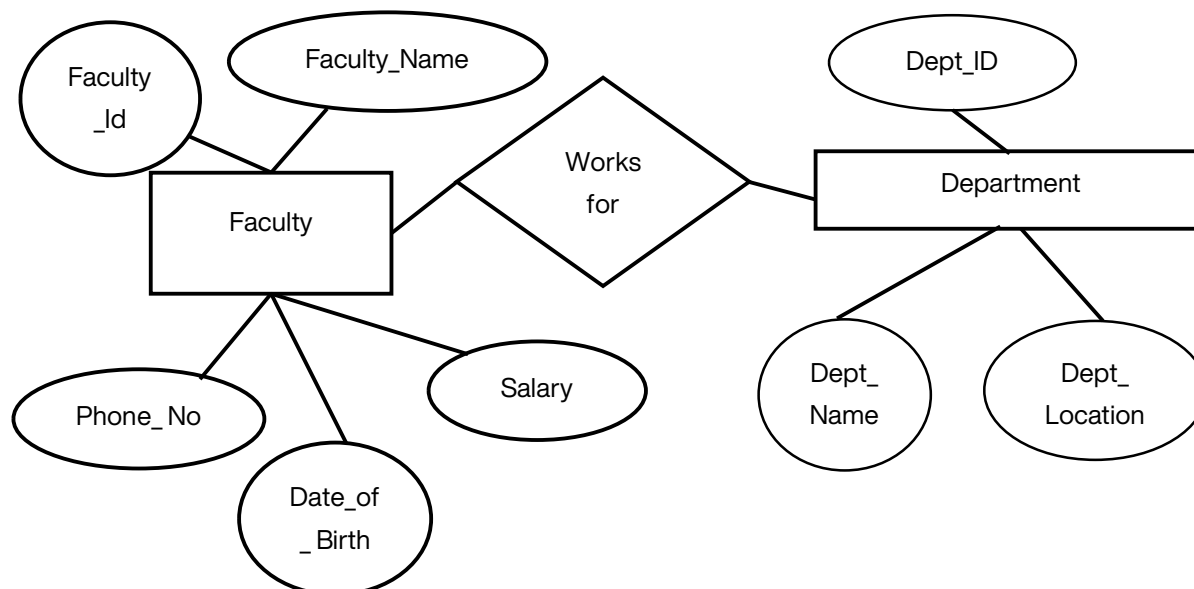 Faculty
_Id
Faculty_Name
Dept_ID
Works
for
Department
Faculty
Phone_ No
Salary
Dept_
Name
Dept_
Location
Date_of
_ Birth